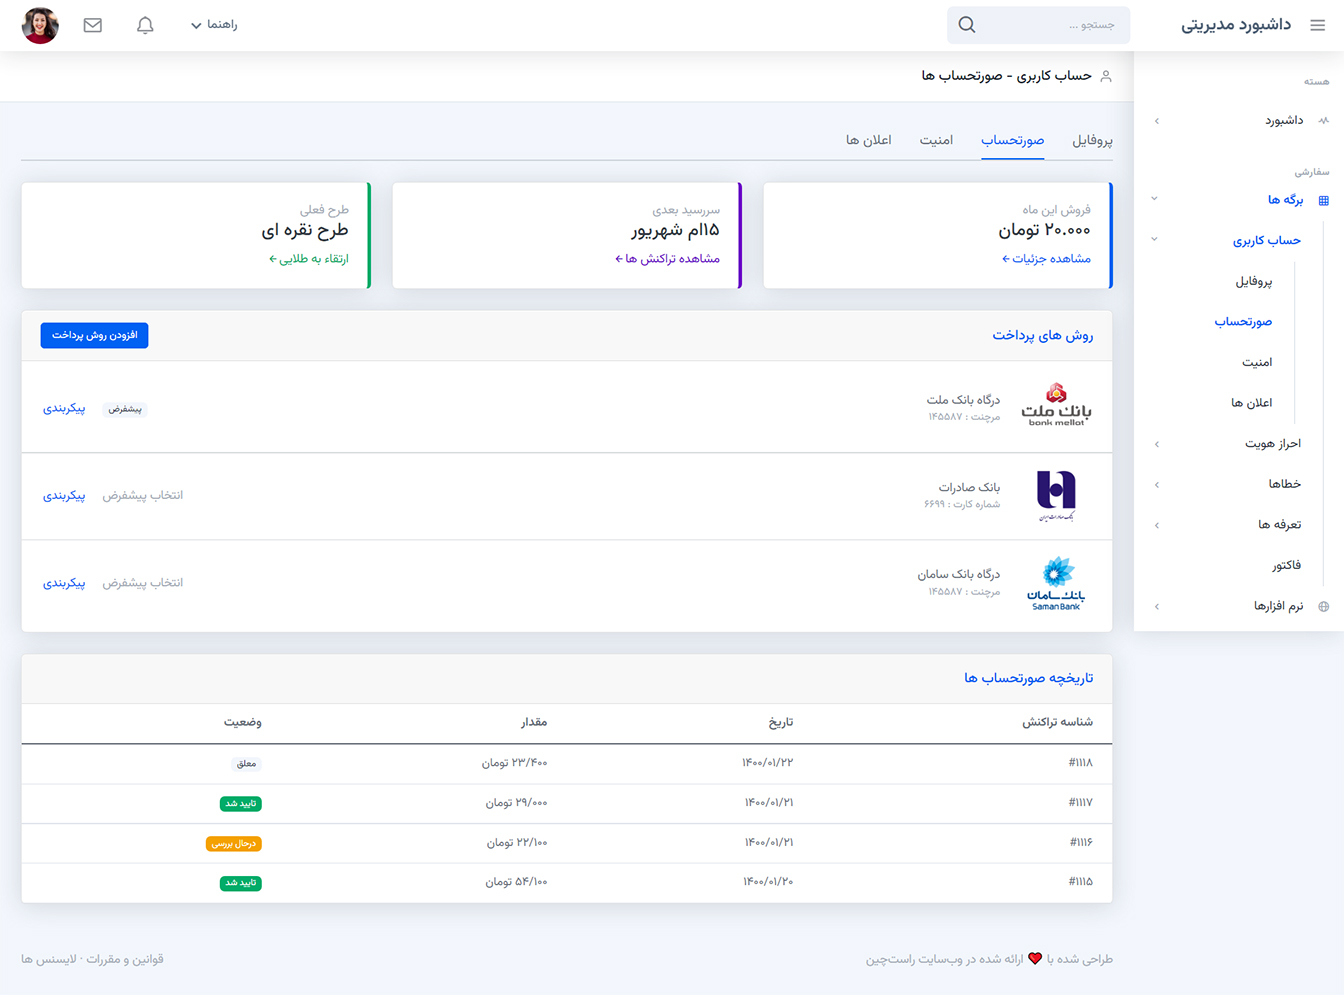 داشبورد مدیریتی
جستجو ...
راهنما
هسته
داشبورد
سفارشی
برگه ها
حساب کاربری
پروفایل
صورتحساب
امنیت
اعلان ها
احراز هویت
خطاها
تعرفه ها
فاکتور
نرم افزارها
حساب کاربری - صورتحساب ها
پروفایل صورتحساب امنیت اعلان ها
فروش این ماه
۲۰.۰۰۰ تومان
مشاهده جزئیات ←
سررسید بعدی
۱۵ام شهریور
مشاهده تراکنش ها ←
طرح فعلی
طرح نقره ای
ارتقاء به طلایی ←
روش های پرداخت
افزودن روش پرداخت
بانک ملت
bank mellat
درگاه بانک ملت
مرچنت : ۱۴۵۵۸۷
پیشفرض
پیکربندی
بانک صادرات ایران
بانک صادرات
شماره کارت : ۶۶۹۹
انتخاب پیشفرض
پیکربندی
بانک سامان
Saman Bank
درگاه بانک سامان
مرچنت : ۱۴۵۵۸۷
انتخاب پیشفرض
پیکربندی
تاریخچه صورتحساب ها
شناسه تراکنش تاریخ مقدار وضعیت
#۱۱۱۸ ۱۴۰۰/۰۱/۲۲ ۲۳/۴۰۰ تومان معلق
#۱۱۱۷ ۱۴۰۰/۰۱/۲۱ ۲۹/۰۰۰ تومان تایید شد
#۱۱۱۶ ۱۴۰۰/۰۱/۲۱ ۲۲/۱۰۰ تومان درحال بررسی
#۱۱۱۵ ۱۴۰۰/۰۱/۲۰ ۵۴/۱۰۰ تومان تایید شد
طراحی شده با ❤ ارائه شده در وب‌سایت راست‌چین
قوانین و مقررات · لایسنس ها